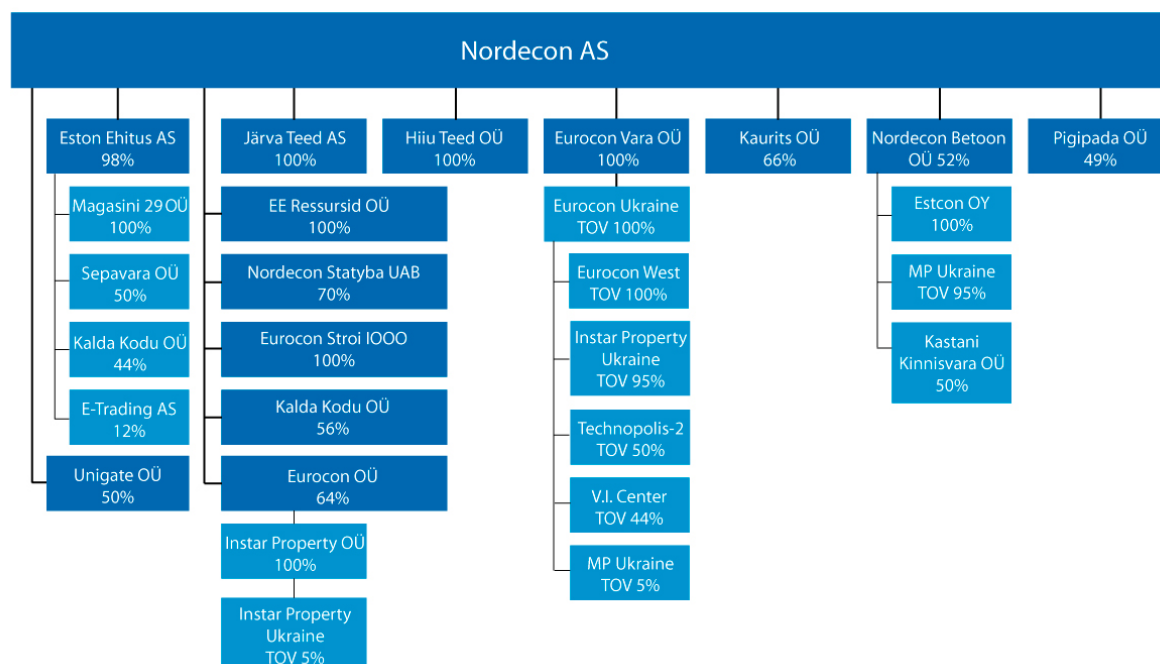 Nordecon AS
Eston Ehitus AS
98%
Järva Teed AS
100%
Hiiu Teed OÜ
100%
Eurocon Vara OÜ
100%
Kaurits OÜ
66%
Nordecon Betoon
OÜ 52%
Pigipada OÜ
49%
Magasini 29 OÜ
100%
Sepavara OÜ
50%
Kalda Kodu OÜ
44%
E-Trading AS
12%
Unigate OÜ
50%
EE Ressursid OÜ
100%
Nordecon Statyba UAB
70%
Eurocon Stroi IOOO
100%
Kalda Kodu OÜ
56%
Eurocon OÜ
64%
Instar Property OÜ
100%
Instar Property
Ukraine
TOV 5%
Eurocon Ukraine
TOV 100%
Eurocon West
TOV 100%
Instar Property
Ukraine
TOV 95%
Technopolis-2
TOV 50%
V.I. Center
TOV 44%
MP Ukraine
TOV 5%
Estcon OY
100%
MP Ukraine
TOV 95%
Kastani
Kinnisvara OÜ
50%